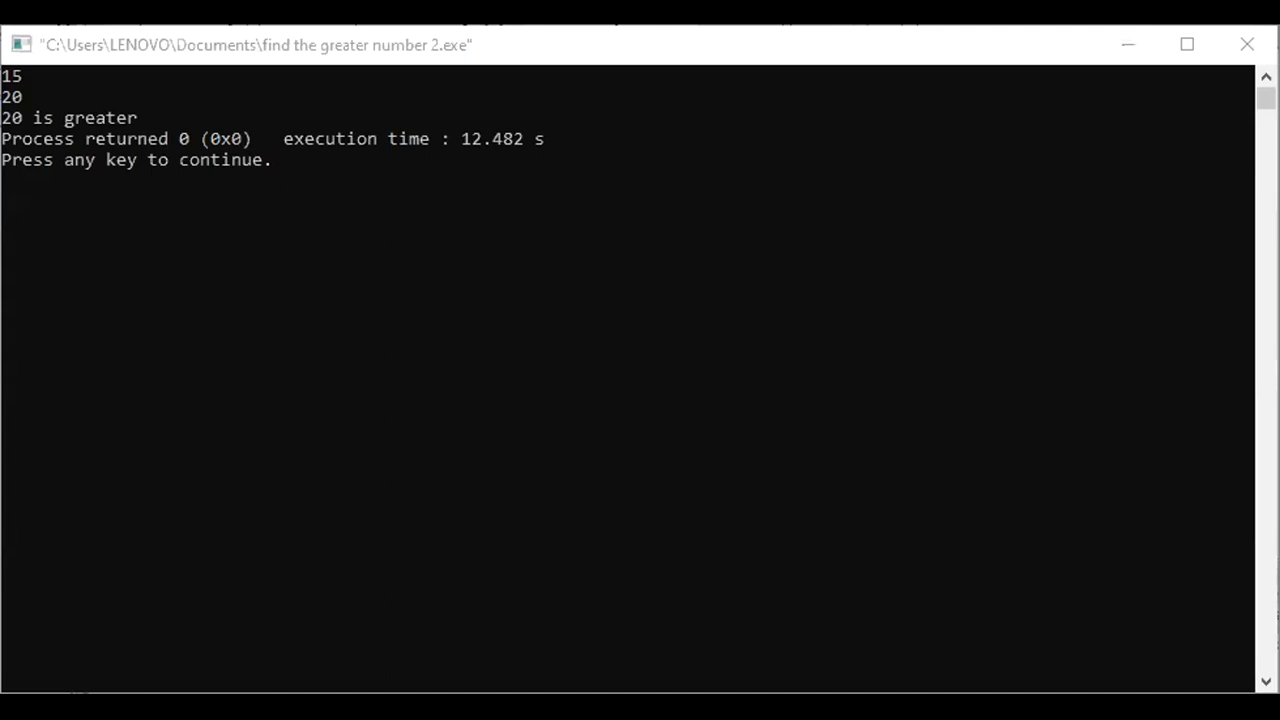 "C:\Users\LENOVO\Documents\find the greater number 2.exe"
15
20
20 is greater
Process returned 0 (0x0)   execution time : 12.482 s
Press any key to continue.